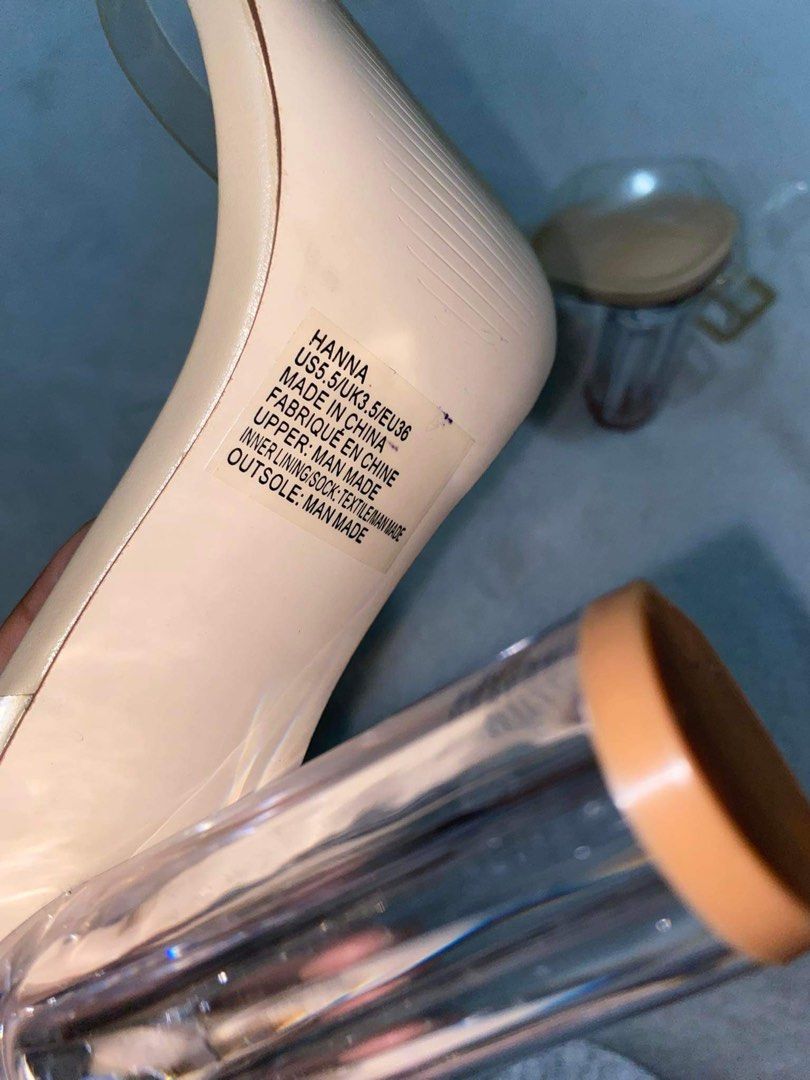 HANNA
US5.5/UK3.5/EU36
MADE IN CHINA
FABRIQUÉ EN CHINE
UPPER: MAN MADE
INNER LINING/SOCK:TEXTILE/MAN MADE
OUTSOLE: MAN MADE